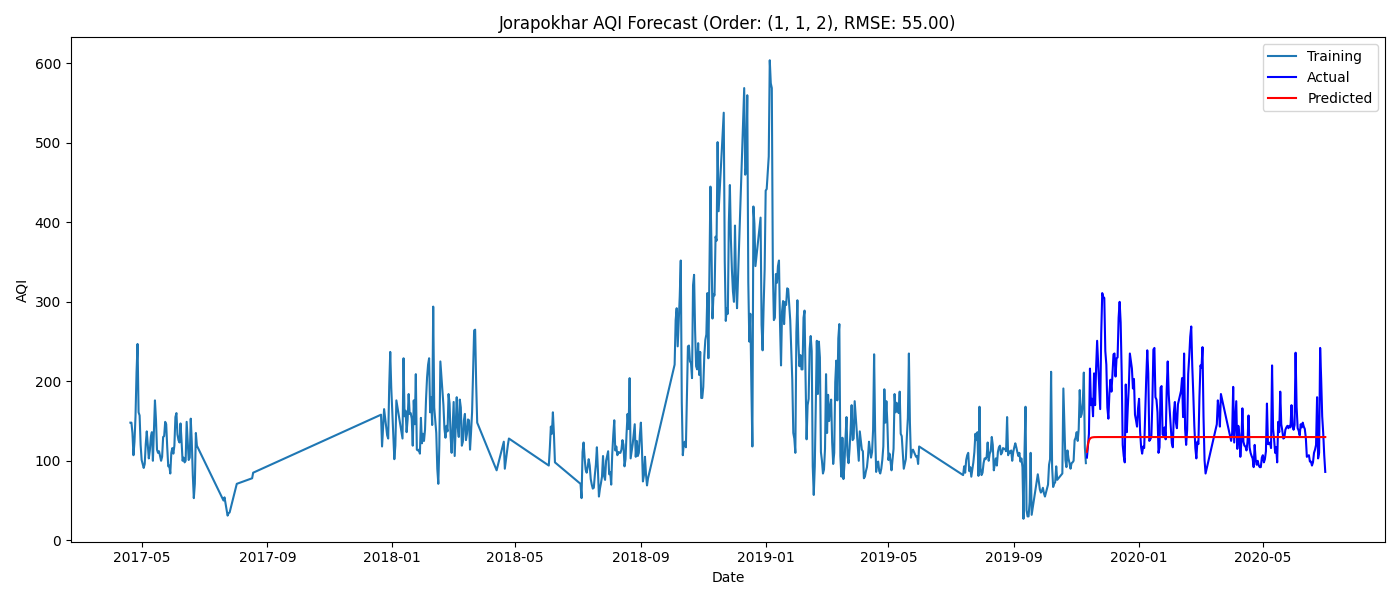 Jorapokhar AQI Forecast (Order: (1, 1, 2), RMSE: 55.00)
Training
Actual
Predicted
600
500
400
300
200
100
0
AQI
2017-05 2017-09 2018-01 2018-05 2018-09 2019-01 2019-05 2019-09 2020-01 2020-05
Date